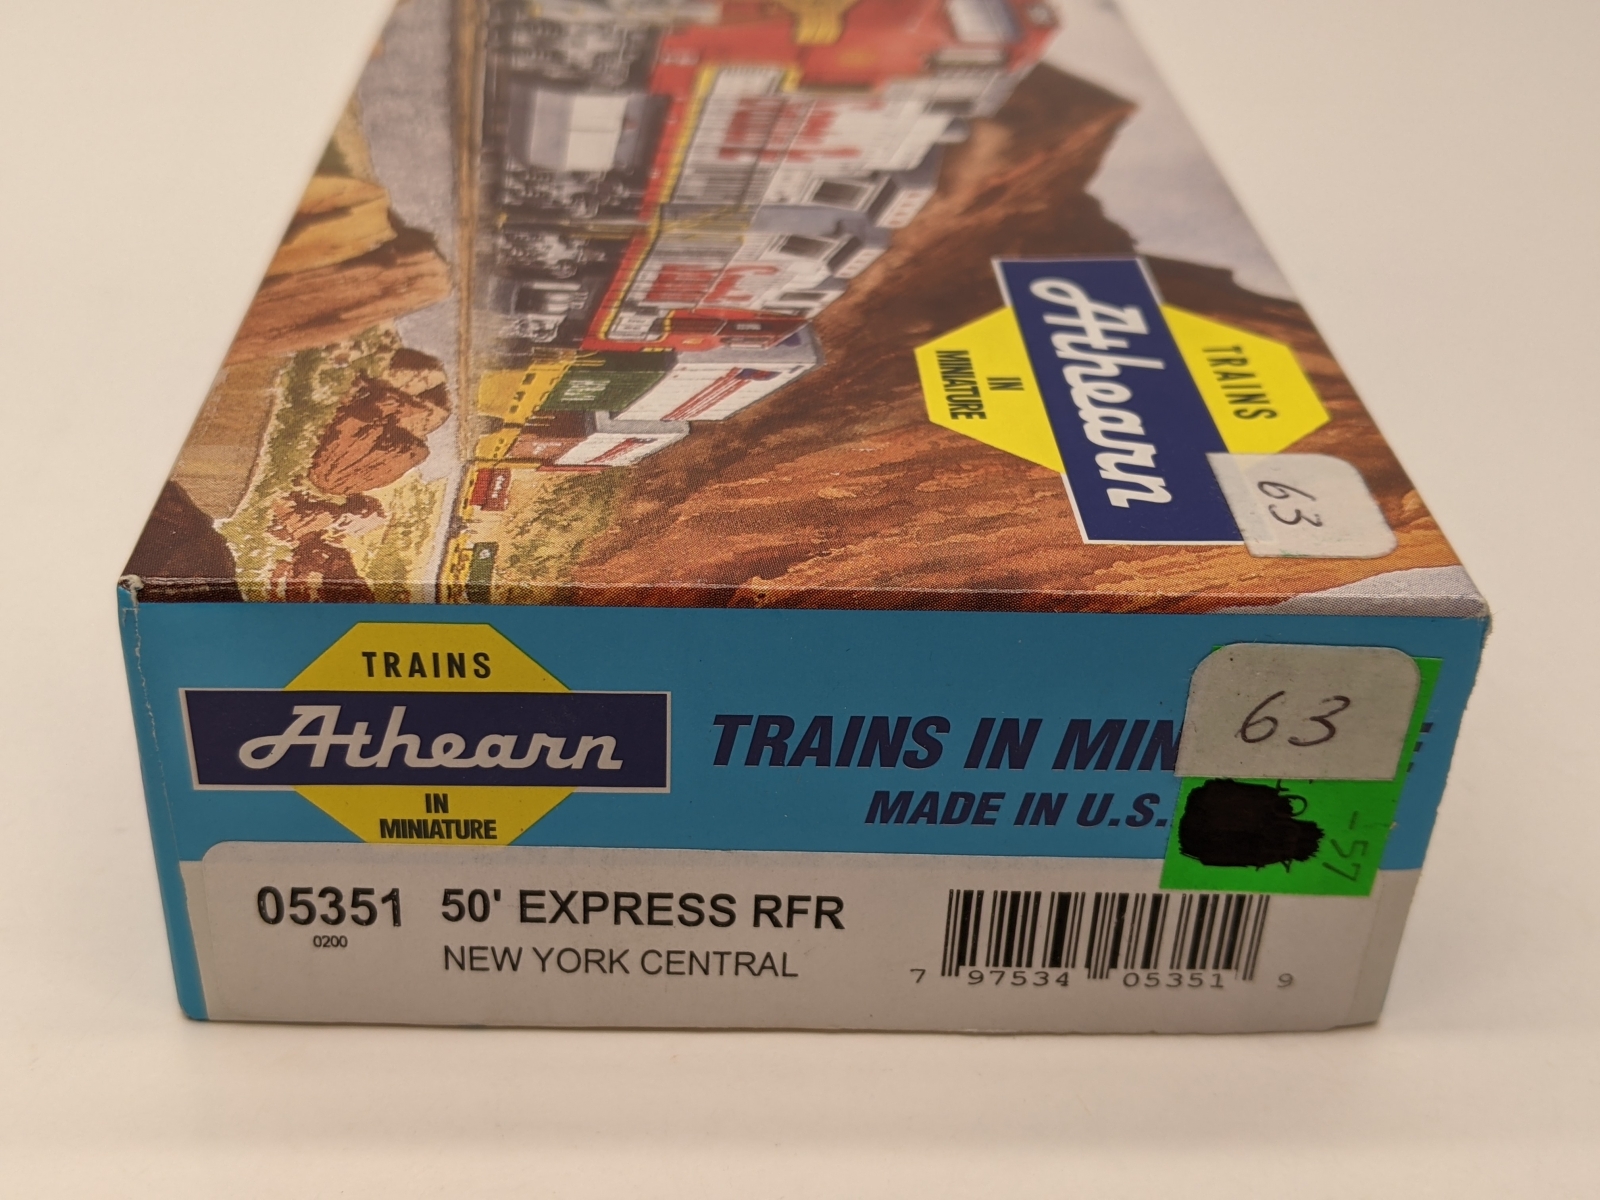 Athearn
TRAINS
IN
MINIATURE
63
TRAINS
Athearn
IN
MINIATURE
TRAINS IN MIN
MADE IN U.S.
63
-57
05351 50' EXPRESS RFR
0200 NEW YORK CENTRAL
7 97534 05351 9